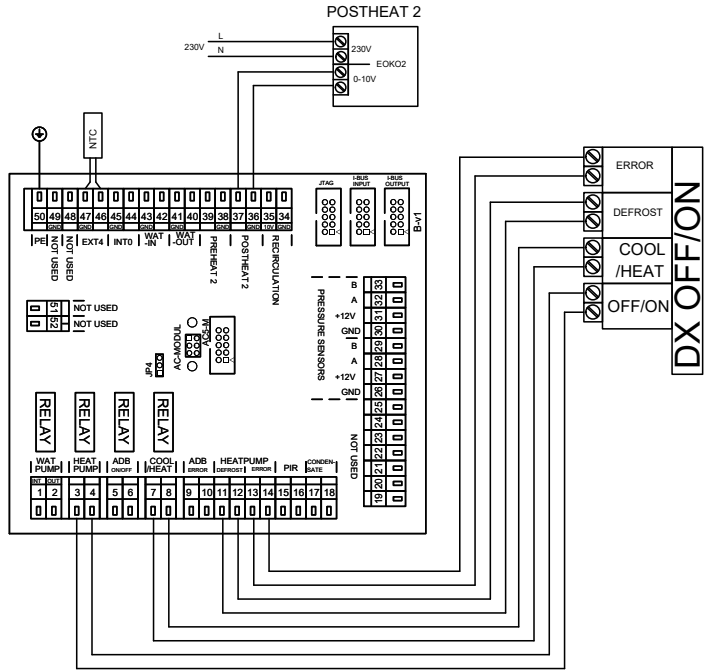 POSTHEAT 2
L
230V
N
230V
EOKO2
0-10V
NTC
JTAG
I-BUS INPUT
I-BUS OUTPUT
B-V1
50 49 48 47 46 45 44 43 42 41 40 39 38 37 36 35 34
GND GND GND GND GND GND GND 10V GND
PE
NOT USED
NOT USED
EXT4
INT0
WAT -IN
WAT -OUT
PREHEAT 2
POSTHEAT 2
RECIRCULATION
51 NOT USED
52 NOT USED
JP4
AC-MODUL
AC5-M
PRESSURE SENSORS
B 33
A 32
+12V 31
GND 30
B 29
A 28
+12V 27
GND 26
25
24
23
22
21
20
19
NOT USED
RELAY RELAY RELAY RELAY
WAT PUMP
HEAT PUMP
ADB ON/OFF
COOL /HEAT
ADB ERROR
HEATPUMP
DEFROST ERROR
PIR
CONDEN- SATE
INT OUT
1 2 3 4 5 6 7 8 9 10 11 12 13 14 15 16 17 18
ERROR
DEFROST
COOL
/HEAT
OFF/ON
DX OFF/ON